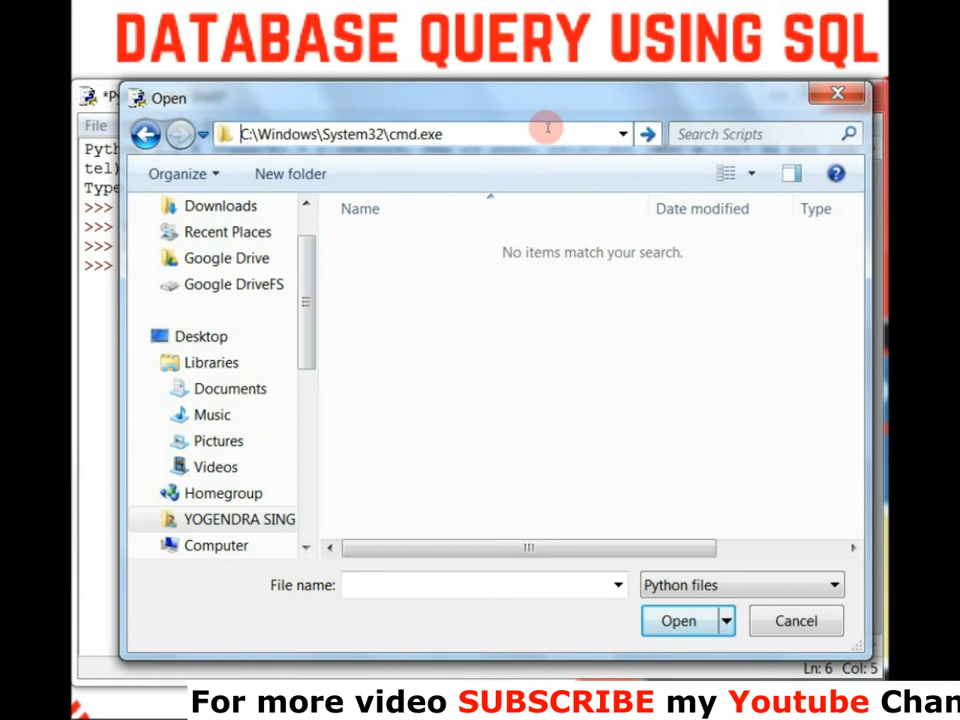 DATABASE QUERY USING SQL
Open
File
C:\Windows\System32\cmd.exe
Search Scripts
Organize
New folder
tel)
Type
>>>
>>>
>>>
>>>
Downloads
Recent Places
Google Drive
Google DriveFS
Desktop
Libraries
Documents
Music
Pictures
Videos
Homegroup
YOGENDRA SING
Computer
Name
Date modified
Type
No items match your search.
File name:
Python files
Open
Cancel
Ln: 6 Col: 5
For more video SUBSCRIBE my Youtube Chan